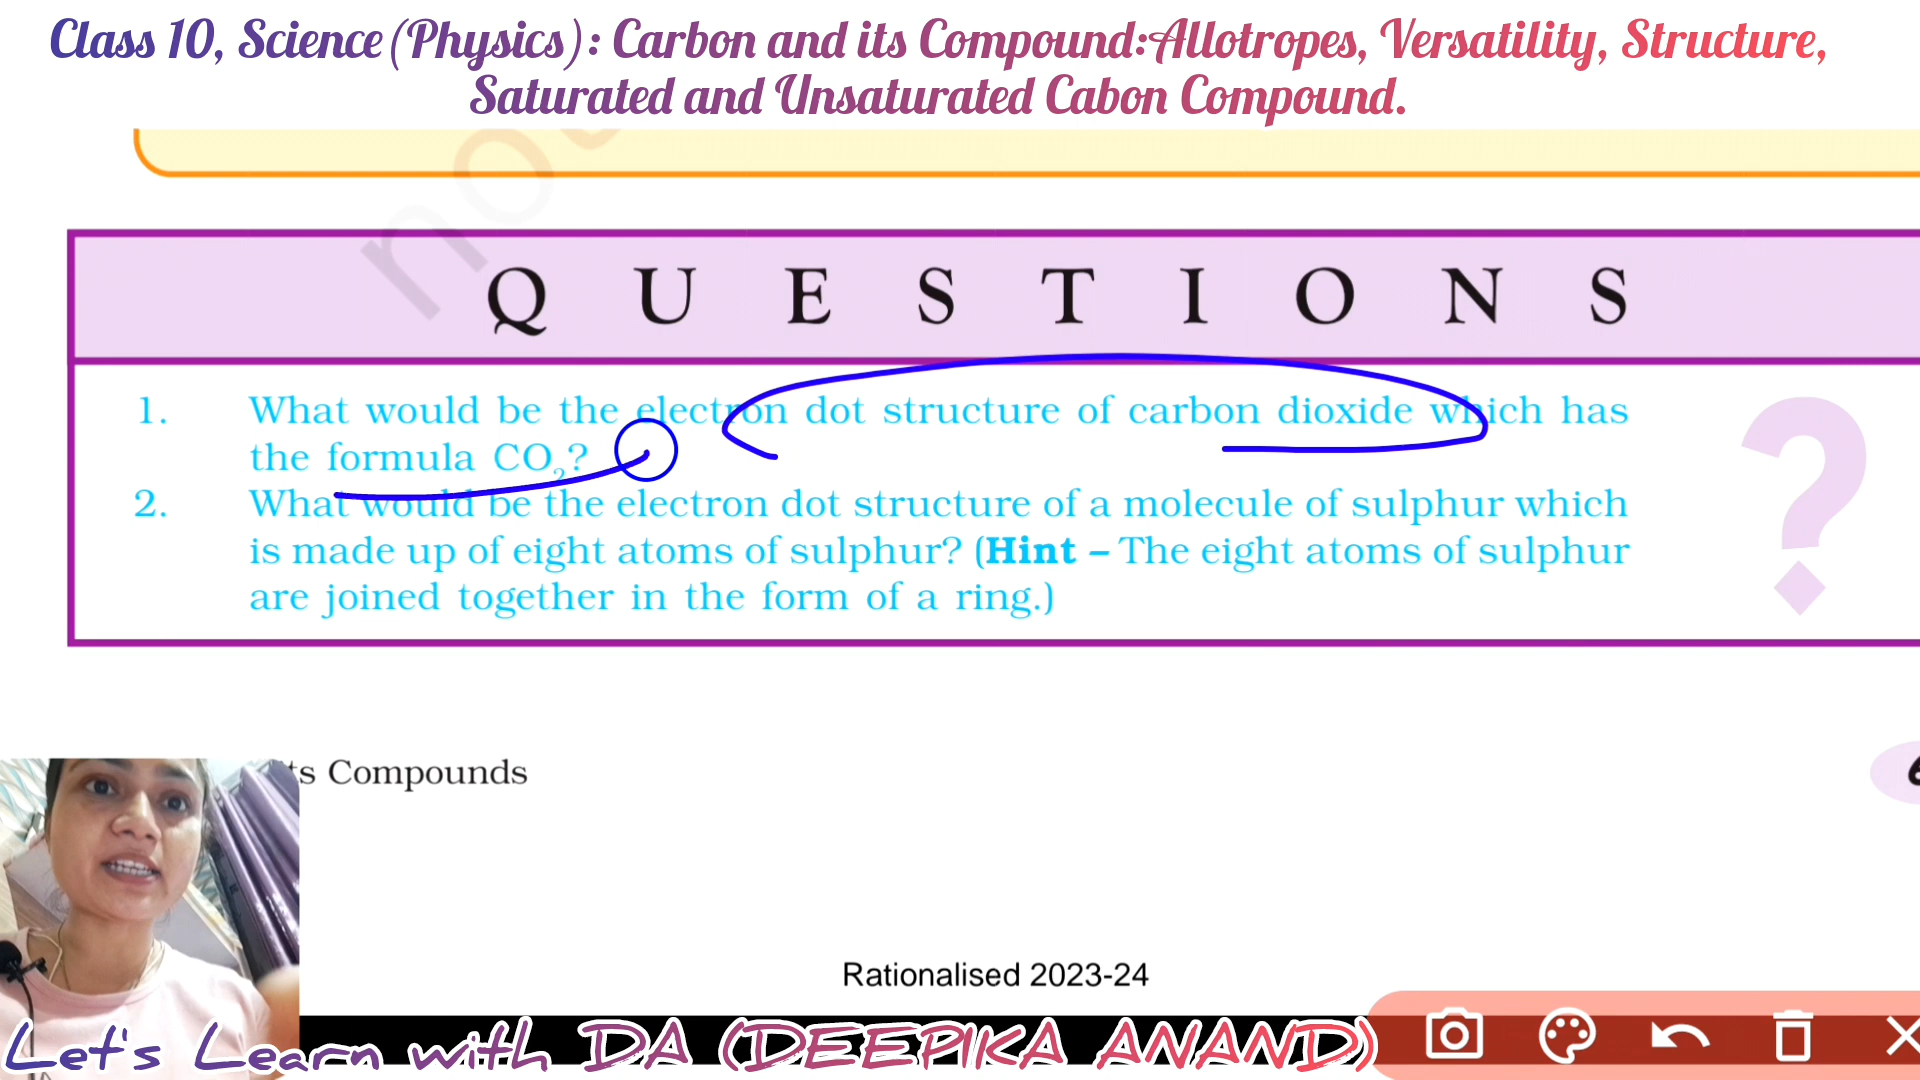 Class 10, Science (Physics): Carbon and its Compound:Allotropes, Versatility, Structure,
Saturated and Unsaturated Cabon Compound.
not
QUESTIONS
1. What would be the electron dot structure of carbon dioxide which has
the formula CO₂?
2. What would be the electron dot structure of a molecule of sulphur which
is made up of eight atoms of sulphur? (Hint – The eight atoms of sulphur
are joined together in the form of a ring.)
?
ts Compounds
Rationalised 2023-24
Let's Learn with DA (DEEPIKA ANAND)